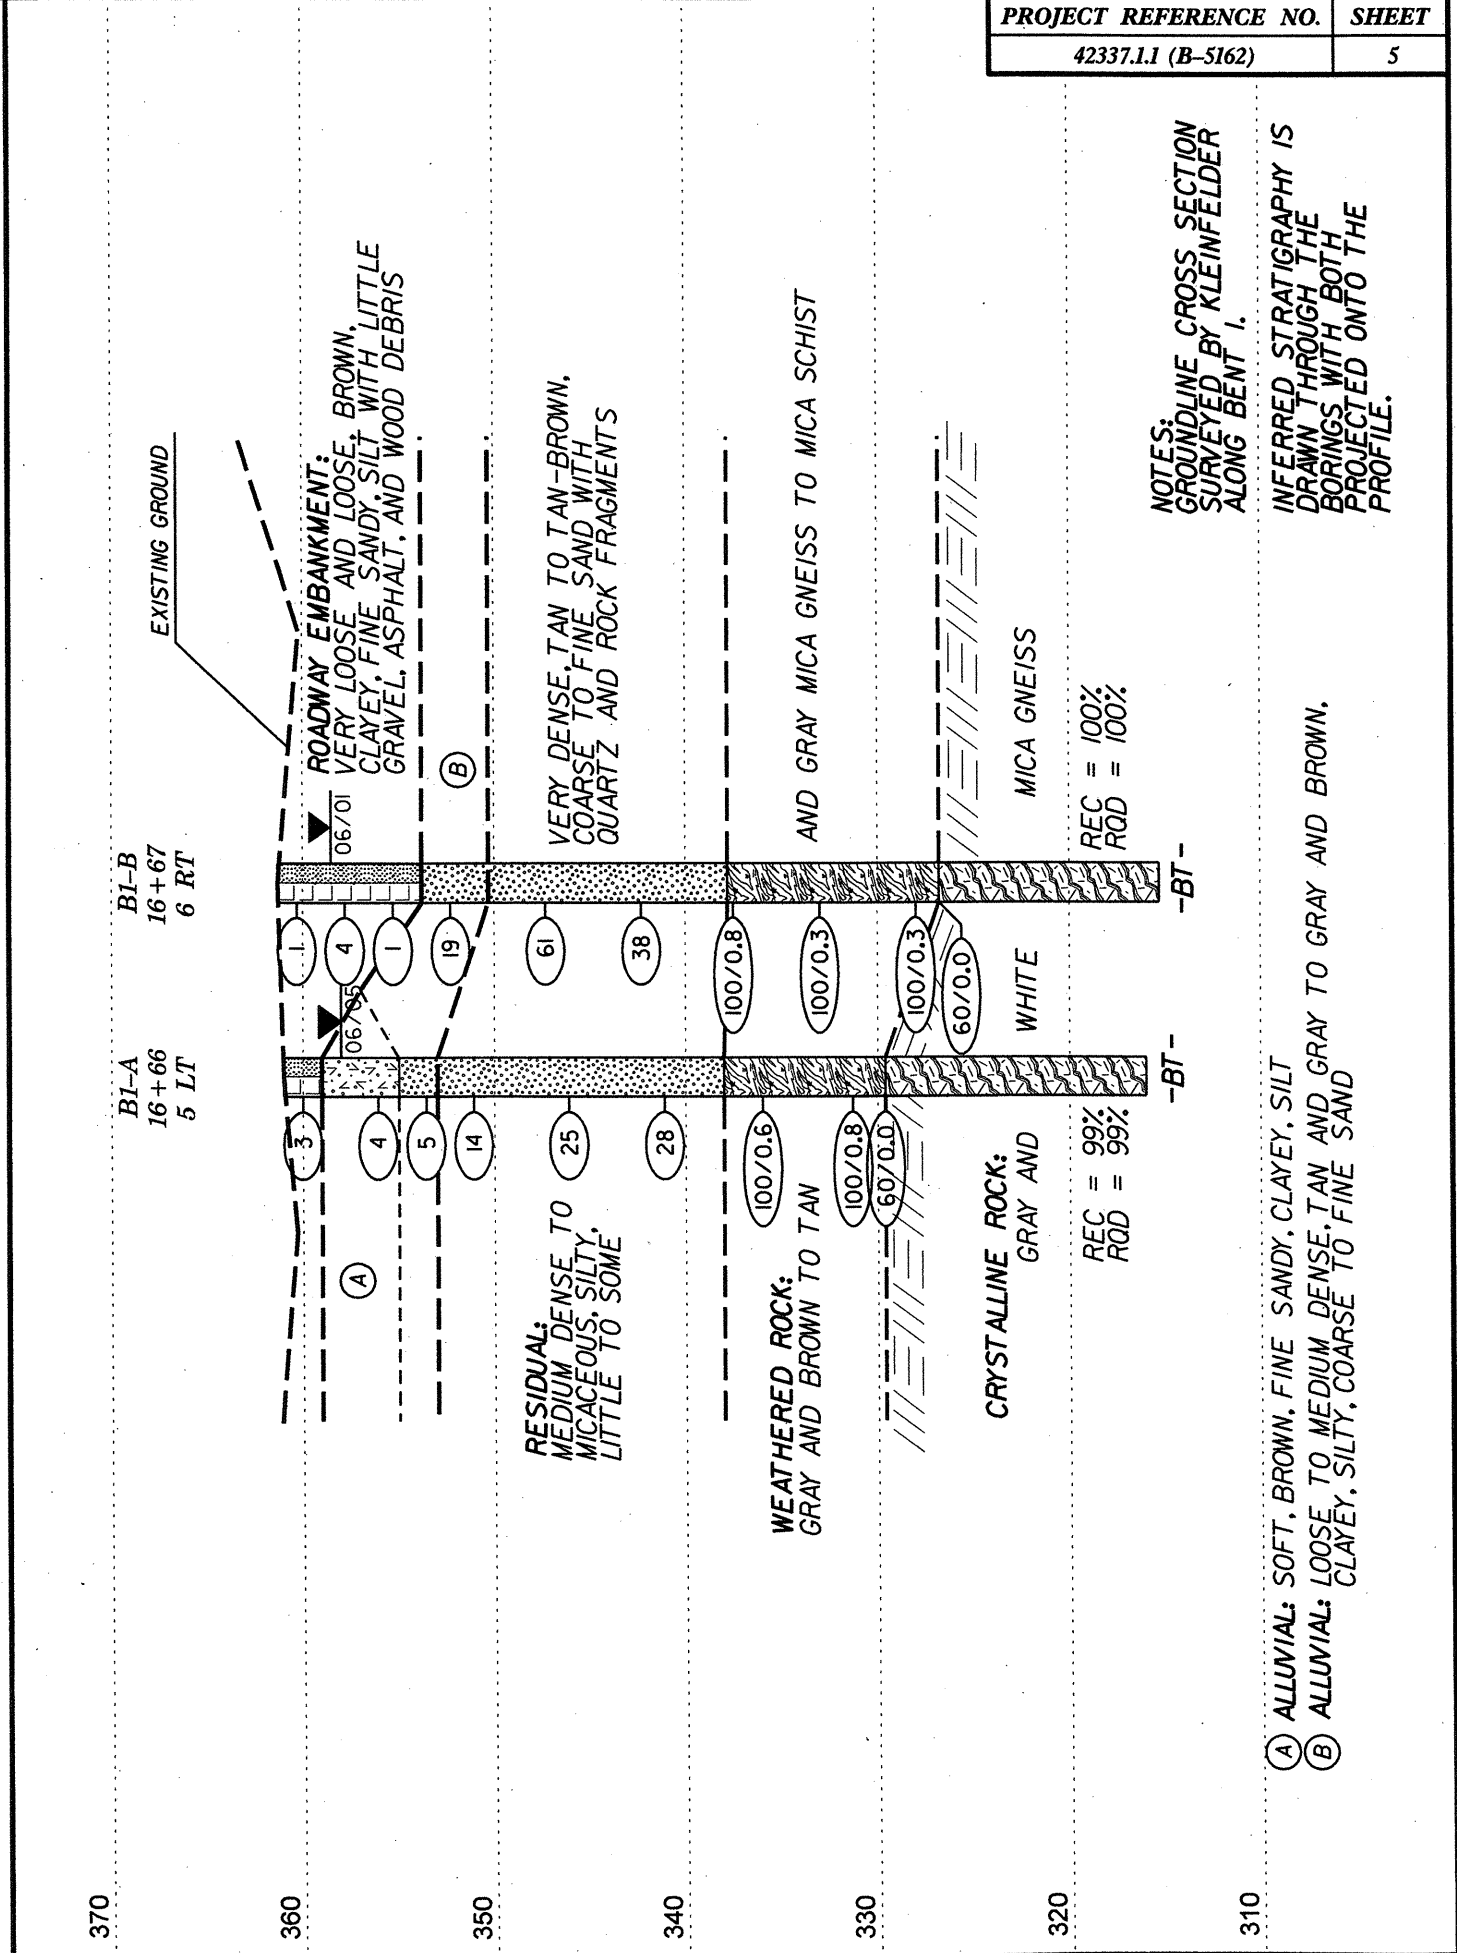 PROJECT REFERENCE NO. SHEET
42337.1.1 (B-5162) 5
B1-A
16+66
5 LT
B1-B
16+67
6 RT
EXISTING GROUND
370
360
350
340
330
320
310
ROADWAY EMBANKMENT:
VERY LOOSE AND LOOSE, BROWN,
CLAYEY, FINE SANDY, SILT WITH LITTLE
GRAVEL, ASPHALT, AND WOOD DEBRIS
06/05
06/01
3
4
5
14
25
28
100/0.6
100/0.8
60/0.0
1
4
1
19
61
38
100/0.8
100/0.3
100/0.3
60/0.0
A
B
RESIDUAL:
MEDIUM DENSE TO VERY DENSE, TAN TO TAN-BROWN,
MICACEOUS, SILTY, COARSE TO FINE SAND WITH
LITTLE TO SOME QUARTZ AND ROCK FRAGMENTS
WEATHERED ROCK:
GRAY AND BROWN TO TAN AND GRAY MICA GNEISS TO MICA SCHIST
CRYSTALLINE ROCK:
GRAY AND WHITE MICA GNEISS
REC = 99%
RQD = 99%
REC = 100%
RQD = 100%
-BT-
-BT-
NOTES:
GROUNDLINE CROSS SECTION
SURVEYED BY KLEINFELDER
ALONG BENT 1.
INFERRED STRATIGRAPHY IS
DRAWN THROUGH THE
BORINGS WITH BOTH
PROJECTED ONTO THE
PROFILE.
A ALLUVIAL: SOFT, BROWN, FINE SANDY, CLAYEY, SILT
B ALLUVIAL: LOOSE TO MEDIUM DENSE, TAN AND GRAY TO GRAY AND BROWN,
CLAYEY, SILTY, COARSE TO FINE SAND